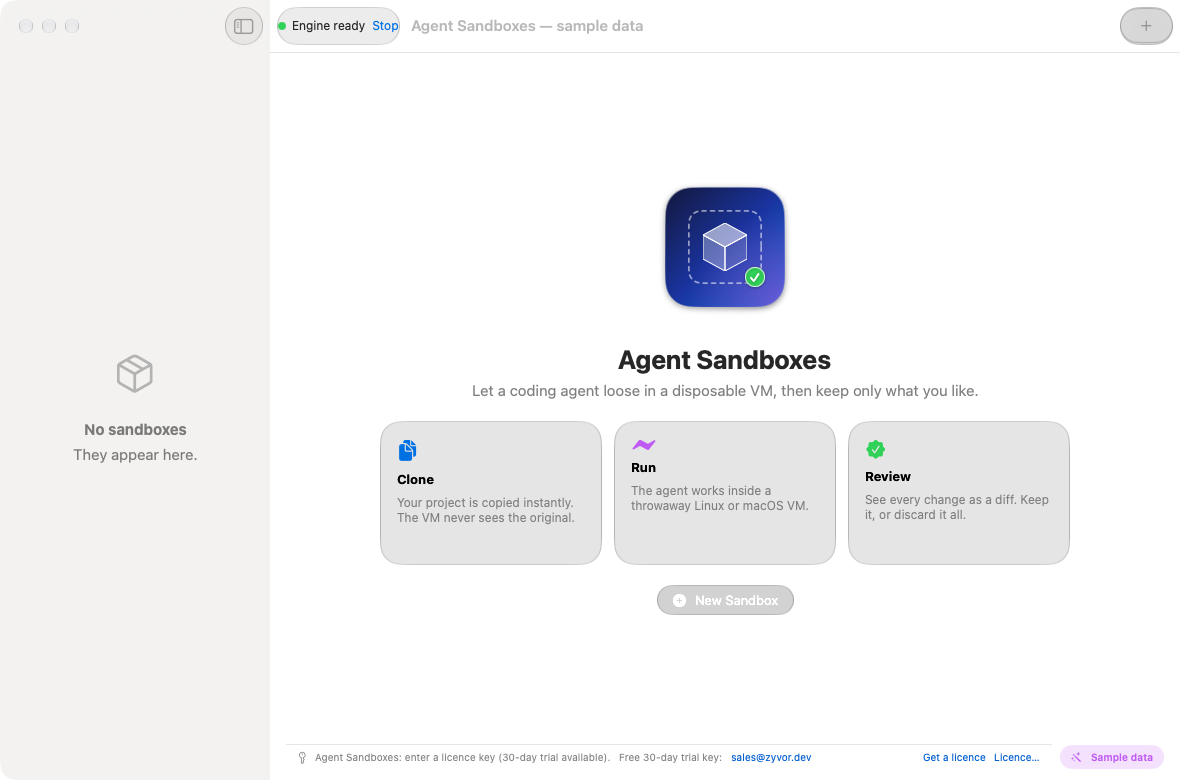 Engine ready Stop Agent Sandboxes — sample data
No sandboxes
They appear here.
Agent Sandboxes
Let a coding agent loose in a disposable VM, then keep only what you like.
Clone
Your project is copied instantly.
The VM never sees the original.
Run
The agent works inside a
throwaway Linux or macOS VM.
Review
See every change as a diff. Keep
it, or discard it all.
New Sandbox
Agent Sandboxes: enter a licence key (30-day trial available). Free 30-day trial key: sales@zyvor.dev Get a licence Licence... Sample data